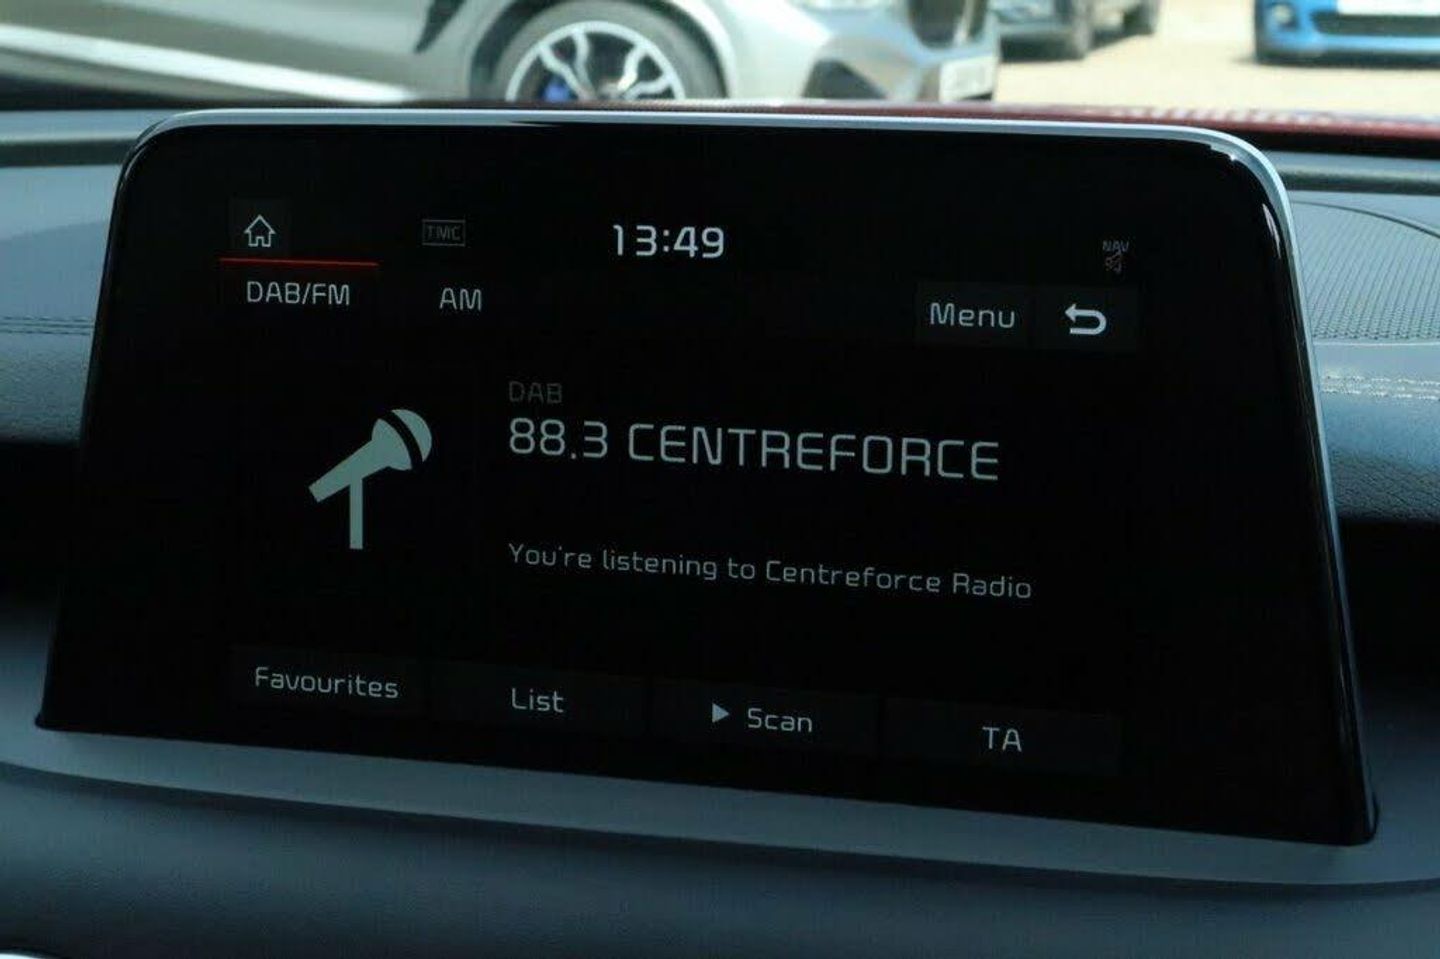 TMC
13:49
NAV
DAB/FM
AM
Menu
DAB
88.3 CENTREFORCE
You're listening to Centreforce Radio
Favourites
List
Scan
TA